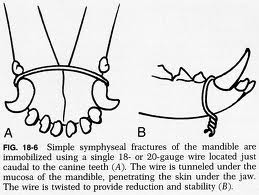 A
B
FIG. 18-6 Simple symphyseal fractures of the mandible are
immobilized using a single 18- or 20-gauge wire located just
caudal to the canine teeth (A). The wire is tunneled under the
mucosa of the mandible, penetrating the skin under the jaw.
The wire is twisted to provide reduction and stability (B).